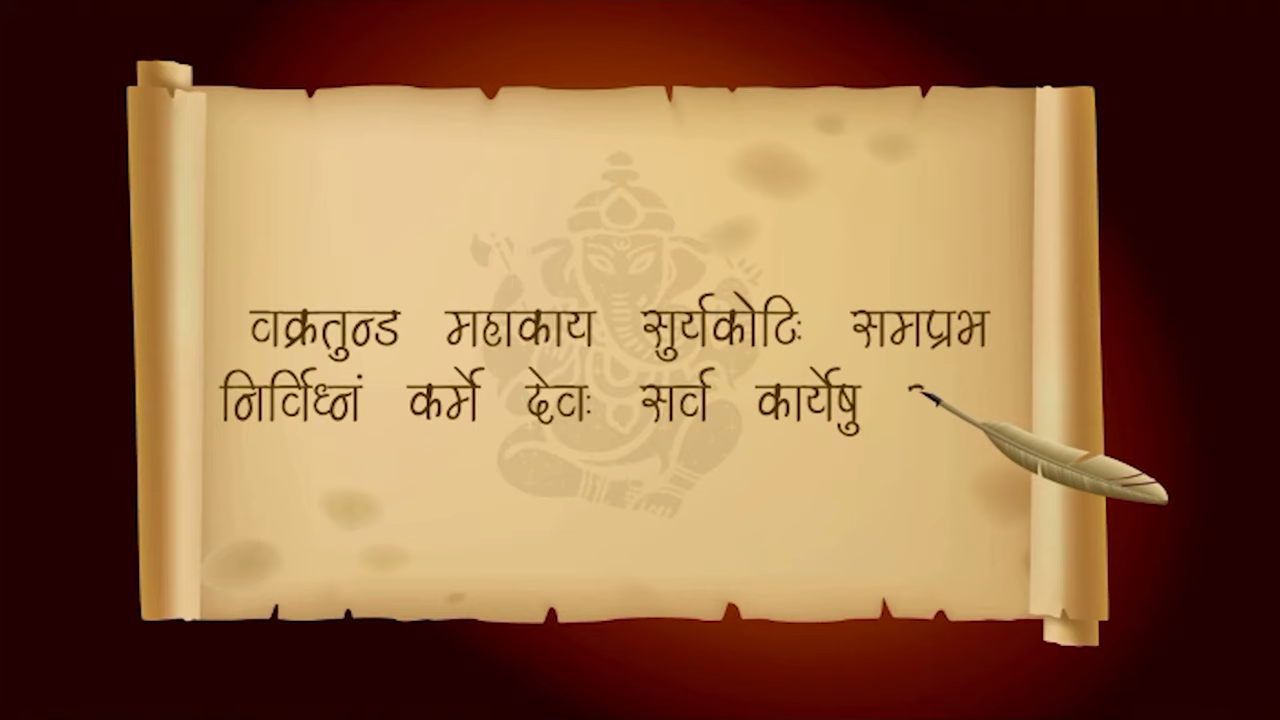 वक्रतुन्ड महाकाय सुर्यकोटिः समप्रभ
निर्विध्नं कर्मे देवः सर्व कार्येषु